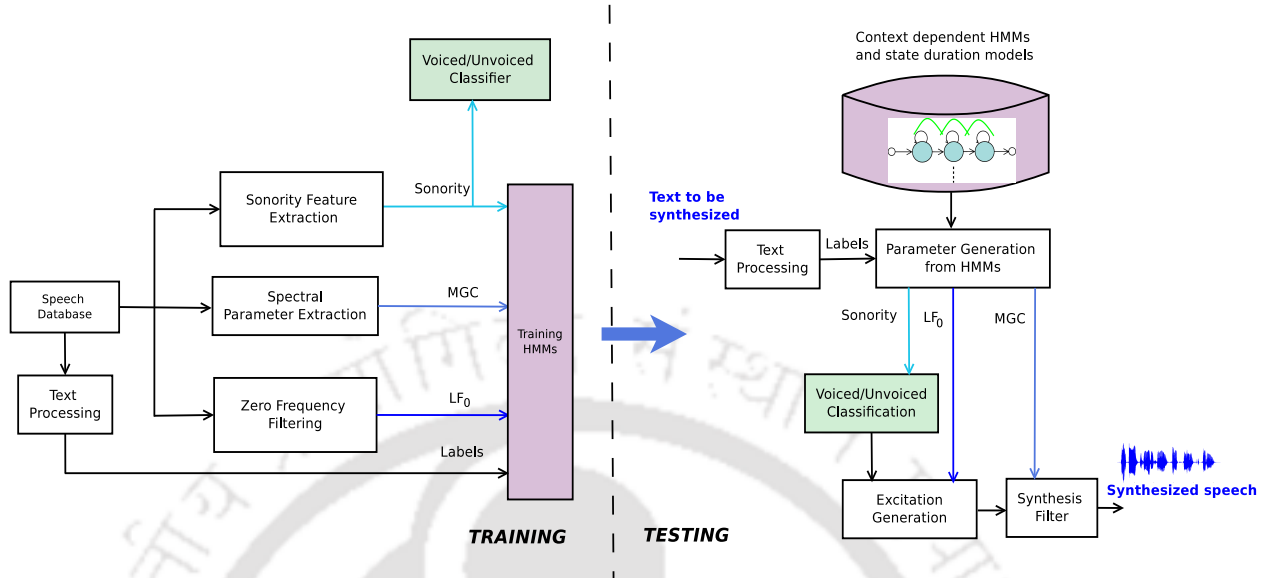 Voiced/Unvoiced
Classifier
Sonority Feature
Extraction
Sonority
Speech
Database
Spectral
Parameter Extraction
MGC
Training
HMMs
Text
Processing
Zero Frequency
Filtering
LF0
Labels
TRAINING
Context dependent HMMs
and state duration models
Text to be
synthesized
Text
Processing
Labels
Parameter Generation
from HMMs
Sonority
LF0
MGC
Voiced/Unvoiced
Classification
Excitation
Generation
Synthesis
Filter
Synthesized speech
TESTING